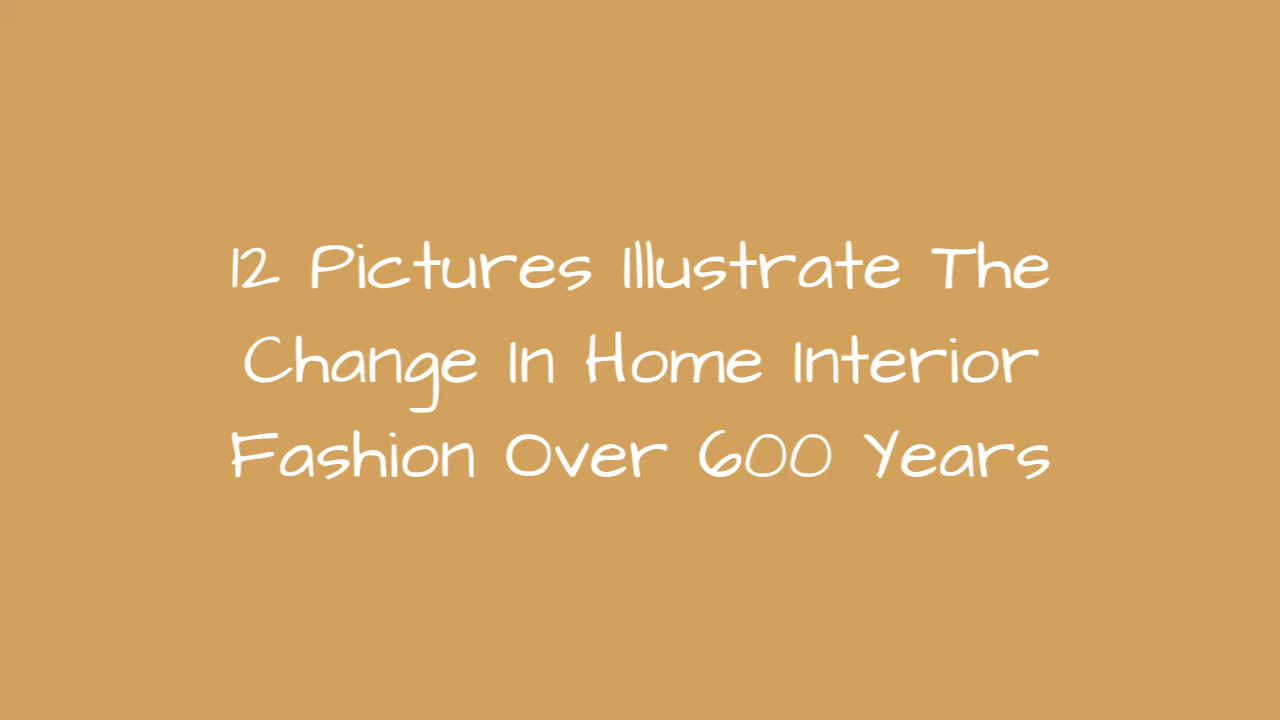 12 Pictures Illustrate The
Change In Home Interior
Fashion Over 600 Years